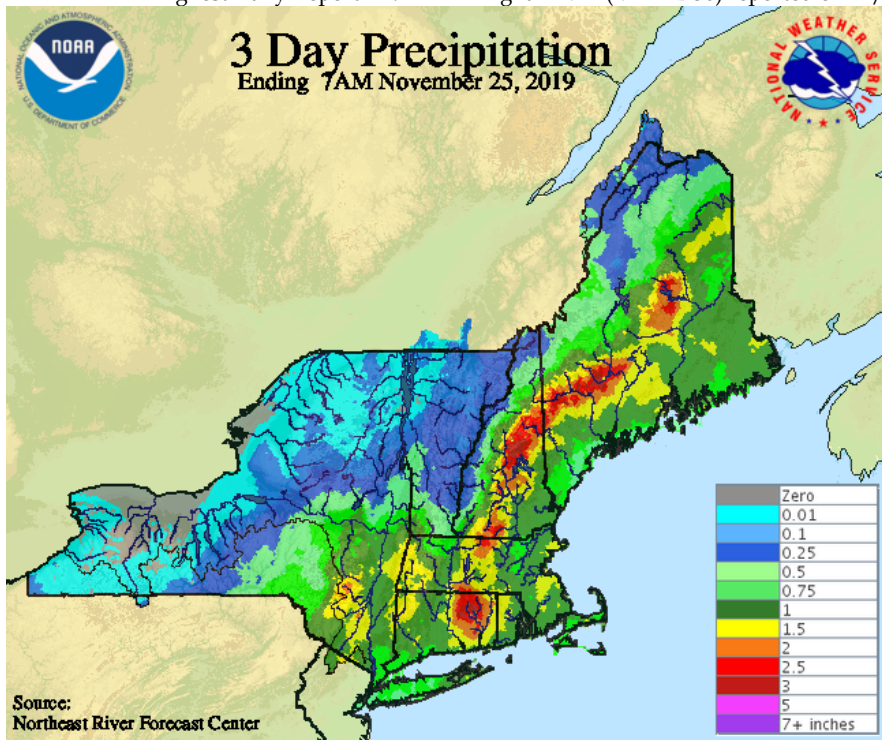 3 Day Precipitation
Ending 7AM November 25, 2019
NATIONAL OCEANIC AND ATMOSPHERIC ADMINISTRATION
NOAA
U.S. DEPARTMENT OF COMMERCE
NATIONAL WEATHER SERVICE
Zero
0.01
0.1
0.25
0.5
0.75
1
1.5
2
2.5
3
5
7+ inches
Source:
Northeast River Forecast Center